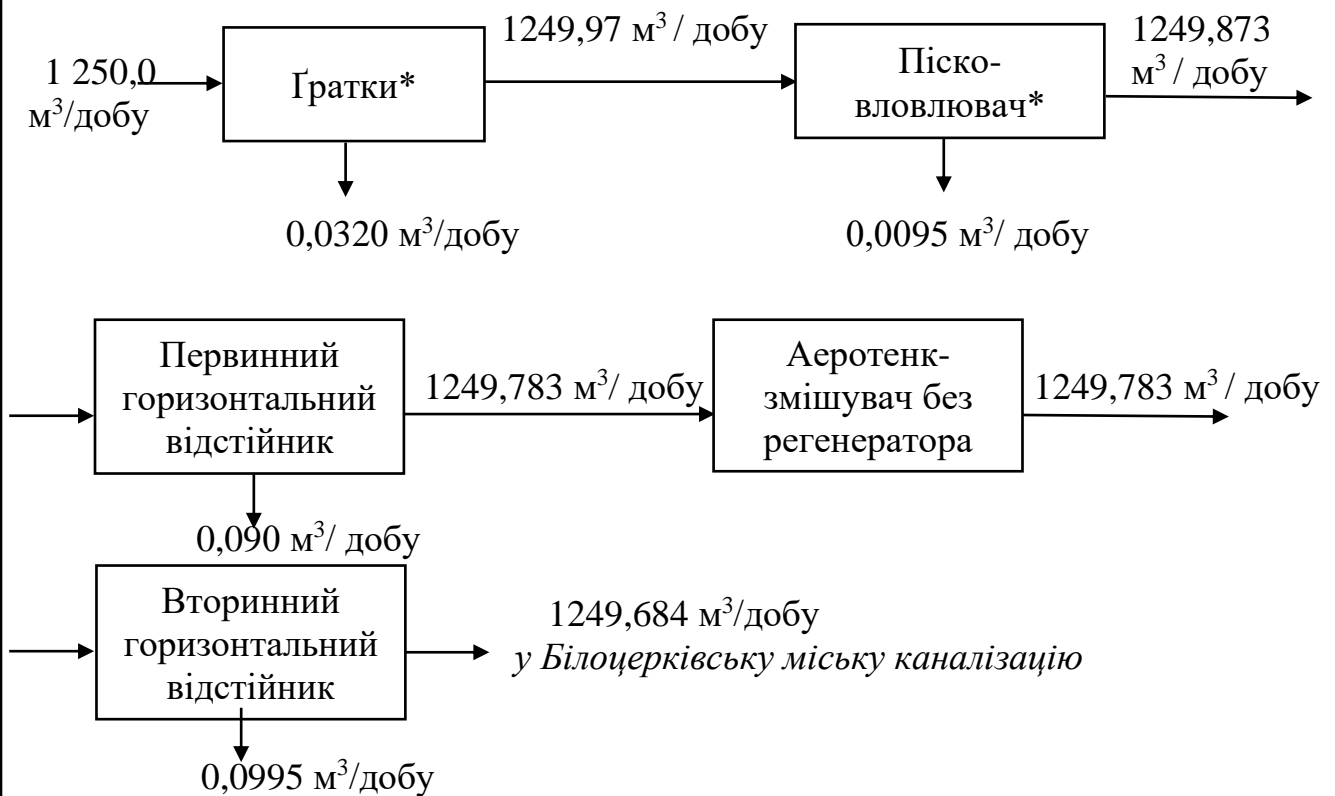 1 250,0
м³/добу
Ґратки*
1249,97 м³ / добу
Піско-
вловлювач*
1249,873
м³ / добу
0,0320 м³/добу
0,0095 м³/ добу
Первинний
горизонтальний
відстійник
1249,783 м³/ добу
Аеротенк-
змішувач без
регенератора
1249,783 м³ / добу
0,090 м³/ добу
Вторинний
горизонтальний
відстійник
1249,684 м³/добу
у Білоцерківську міську каналізацію
0,0995 м³/добу